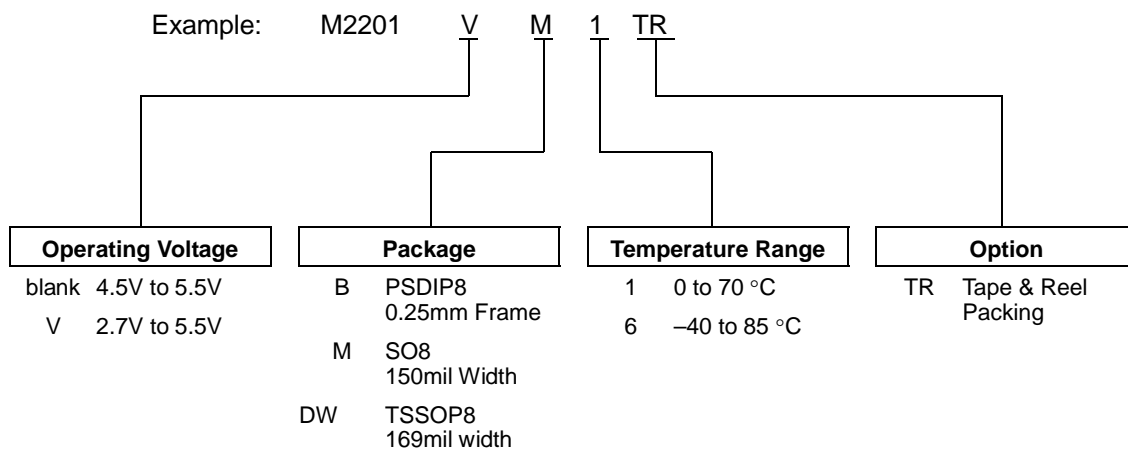 Example: M2201 V M 1 TR
Operating Voltage
blank 4.5V to 5.5V
V 2.7V to 5.5V
Package
B PSDIP8
0.25mm Frame
M SO8
150mil Width
DW TSSOP8
169mil width
Temperature Range
1 0 to 70 °C
6 –40 to 85 °C
Option
TR Tape & Reel
Packing